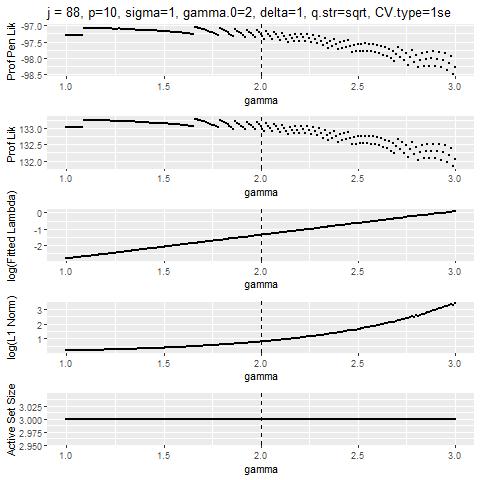 j = 88, p=10, sigma=1, gamma.0=2, delta=1, q.str=sqrt, CV.type=1se
Prof Pen Lik
-97.0
-97.5
-98.0
-98.5
1.0 1.5 2.0 2.5 3.0
gamma
Prof Lik
133.0
132.5
132.0
1.0 1.5 2.0 2.5 3.0
gamma
log(Fitted Lambda)
0
-1
-2
1.0 1.5 2.0 2.5 3.0
gamma
log(L1 Norm)
3
2
1
1.0 1.5 2.0 2.5 3.0
gamma
Active Set Size
3.025
3.000
2.975
2.950
1.0 1.5 2.0 2.5 3.0
gamma